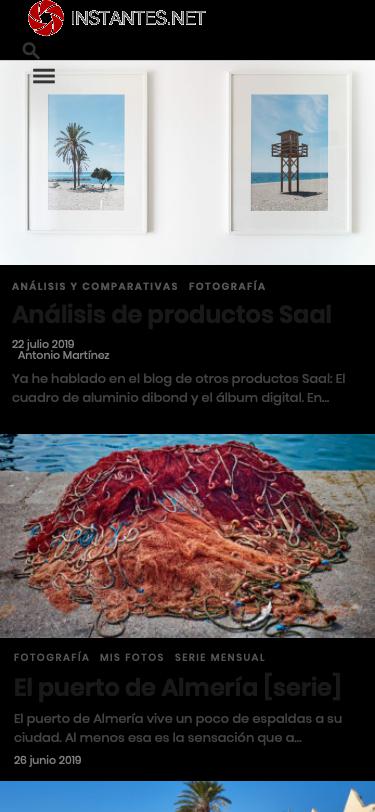 INSTANTES.NET
ANÁLISIS Y COMPARATIVAS FOTOGRAFÍA
Análisis de productos Saal
22 julio 2019
Antonio Martínez
Ya he hablado en el blog de otros productos Saal: El
cuadro de aluminio dibond y el álbum digital. En...
FOTOGRAFÍA MIS FOTOS SERIE MENSUAL
El puerto de Almería [serie]
El puerto de Almería vive un poco de espaldas a su
ciudad. Al menos esa es la sensación que a...
26 junio 2019